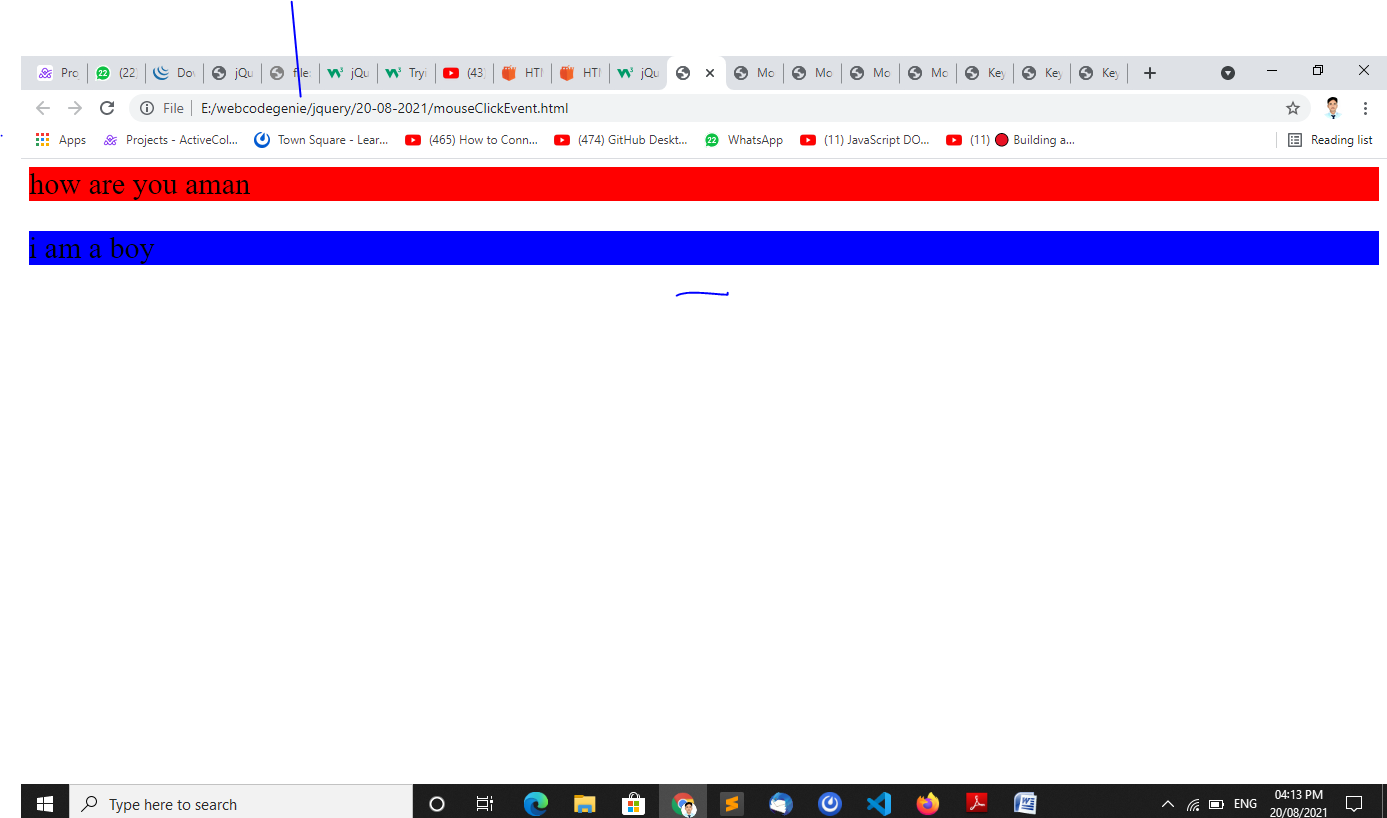 Pro (22 Dov jQu file: jQu Tryi (43 HTI HTI jQu Mo Mo Mo Mo Key Key Key
File E:/webcodegenie/jquery/20-08-2021/mouseClickEvent.html
Apps Projects - ActiveCol... Town Square - Lear... (465) How to Conn... (474) GitHub Deskt... 22 WhatsApp (11) JavaScript DO... (11) Building a... Reading list
how are you aman
i am a boy
Type here to search ENG 04:13 PM
20/08/2021